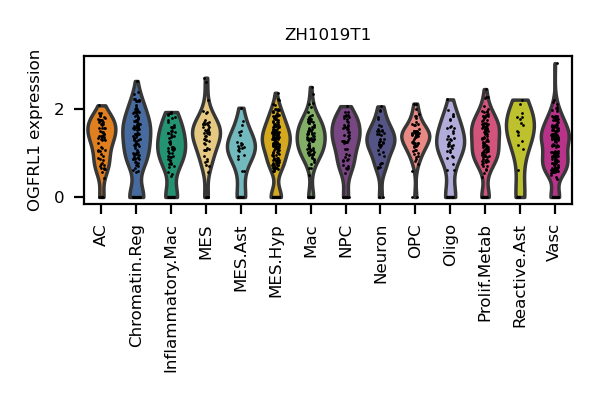 ZH1019T1
OGFRL1 expression
2
0
AC
Chromatin.Reg
Inflammatory.Mac
MES
MES.Ast
MES.Hyp
Mac
NPC
Neuron
OPC
Oligo
Prolif.Metab
Reactive.Ast
Vasc